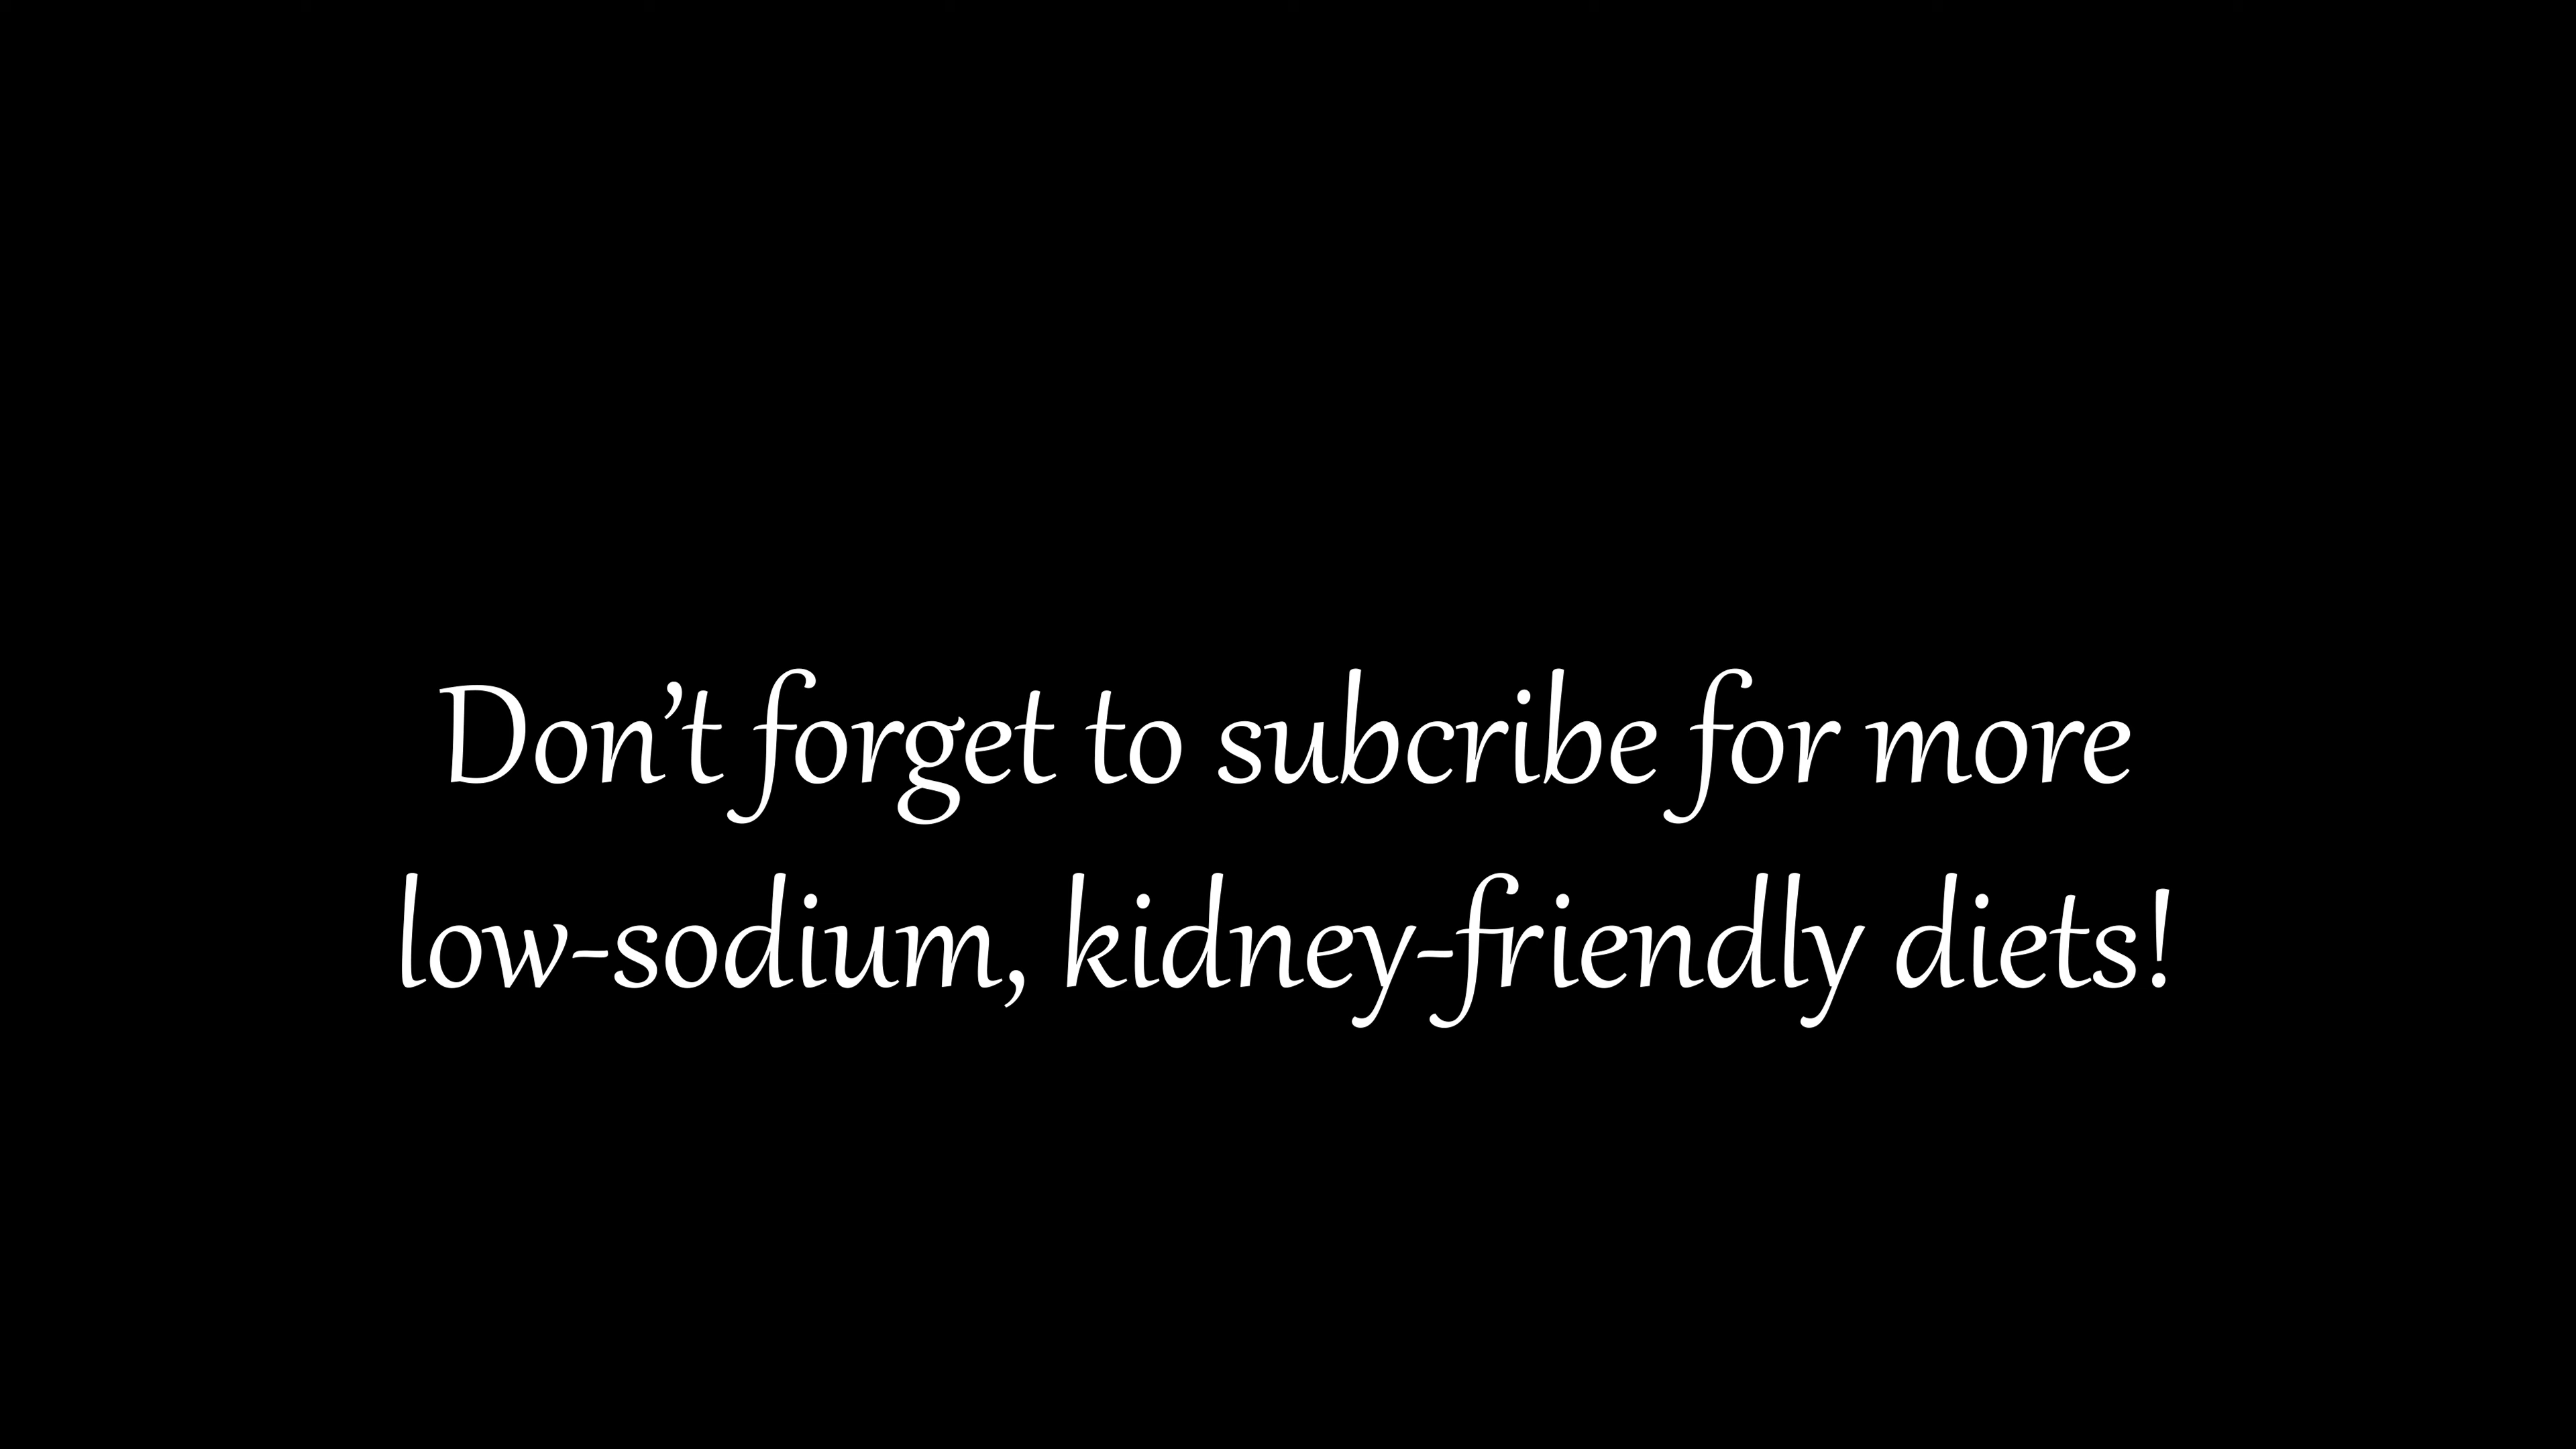 Don’t forget to subcribe for more
low-sodium, kidney-friendly diets!